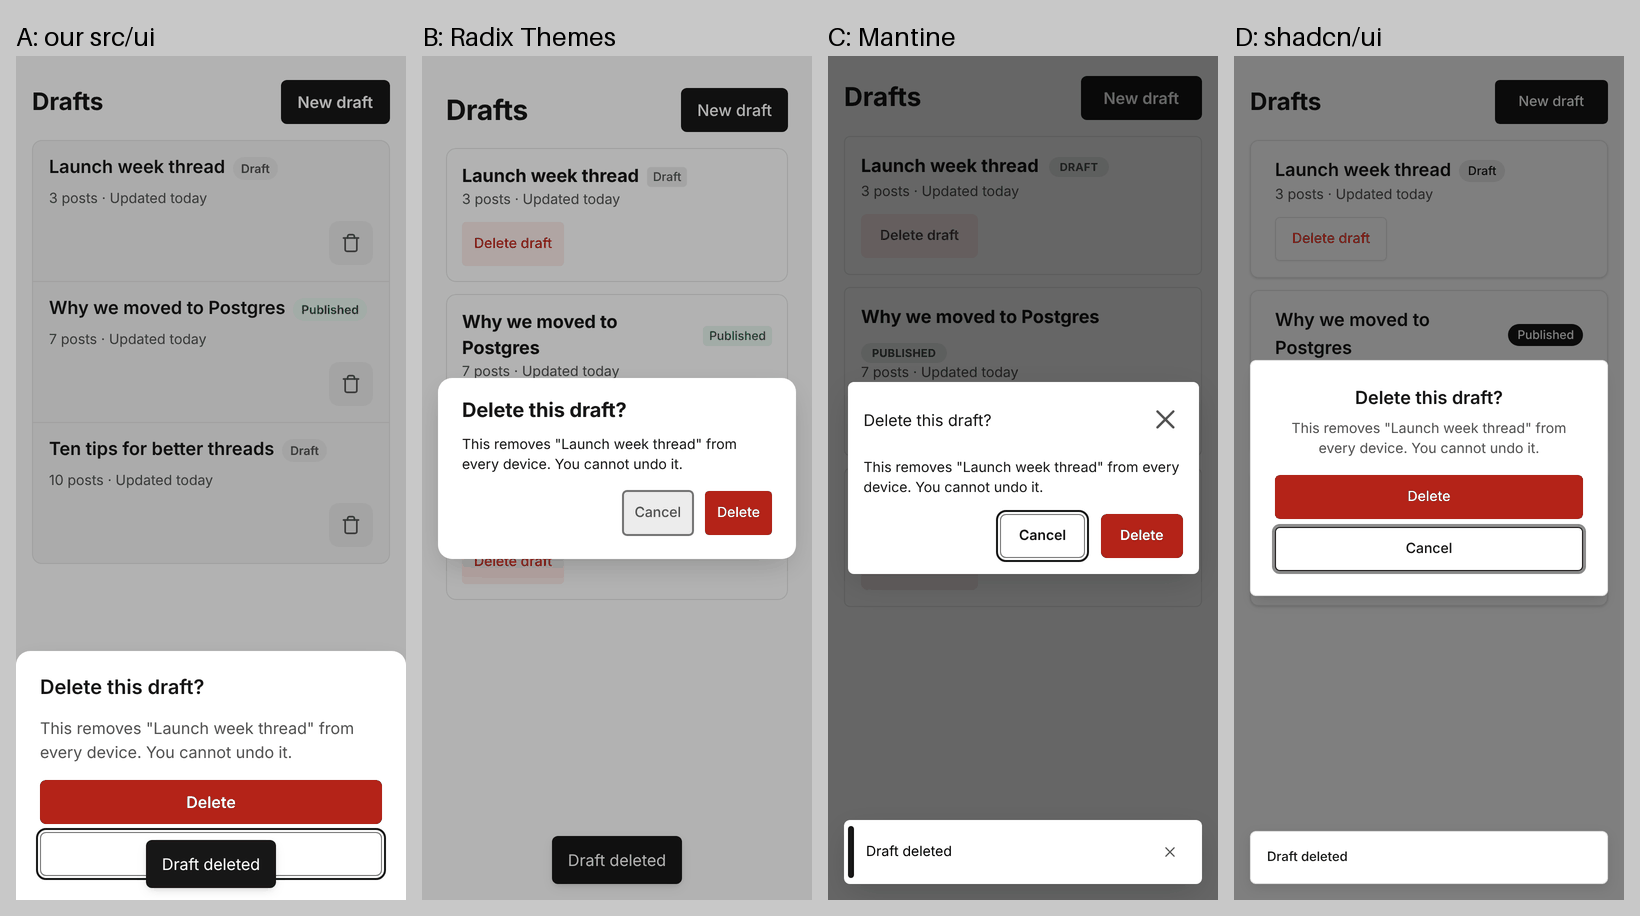 A: our src/ui
Drafts
New draft
Launch week thread
Draft
3 posts · Updated today
Why we moved to Postgres
Published
7 posts · Updated today
Ten tips for better threads
Draft
10 posts · Updated today
Delete this draft?
This removes "Launch week thread" from
every device. You cannot undo it.
Delete
Draft deleted
B: Radix Themes
Drafts
New draft
Launch week thread
Draft
3 posts · Updated today
Delete draft
Why we moved to
Postgres
Published
7 posts · Updated today
Delete this draft?
This removes "Launch week thread" from
every device. You cannot undo it.
Cancel
Delete
Delete draft
Draft deleted
C: Mantine
Drafts
New draft
Launch week thread
DRAFT
3 posts · Updated today
Delete draft
Why we moved to Postgres
PUBLISHED
7 posts · Updated today
Delete this draft?
This removes "Launch week thread" from every
device. You cannot undo it.
Cancel
Delete
Draft deleted
D: shadcn/ui
Drafts
New draft
Launch week thread
Draft
3 posts · Updated today
Delete draft
Why we moved to
Postgres
Published
Delete this draft?
This removes "Launch week thread" from
every device. You cannot undo it.
Delete
Cancel
Draft deleted